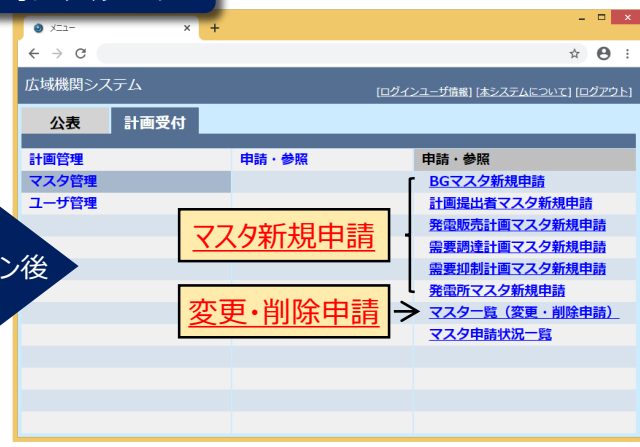 メニュー
広域機関システム
[ログインユーザ情報] [本システムについて] [ログアウト]
公表 計画受付
計画管理 申請・参照 申請・参照
マスタ管理 BGマスタ新規申請
ユーザ管理 計画提出者マスタ新規申請
発電販売計画マスタ新規申請
マスタ新規申請
需要調達計画マスタ新規申請
ン後
需要抑制計画マスタ新規申請
発電所マスタ新規申請
変更・削除申請
マスタ一覧（変更・削除申請）
マスタ申請状況一覧